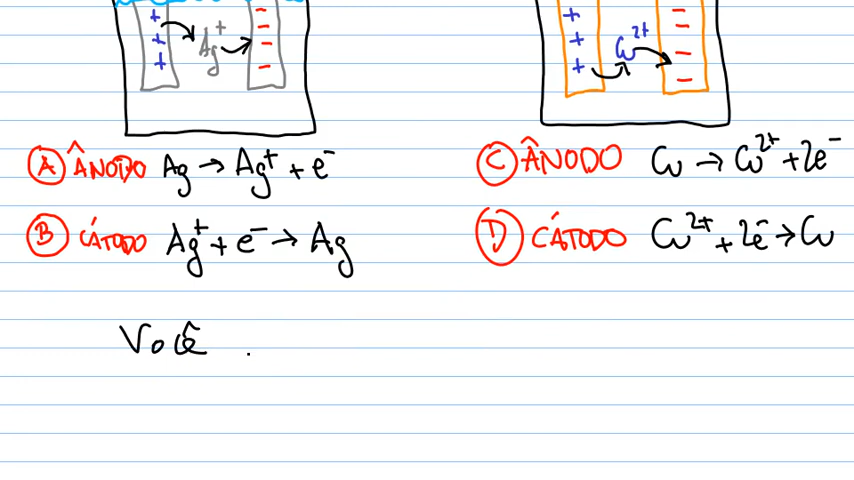 + + + Ag⁺ − − − −
+ + + Cu²⁺ − − − −
A ÂNODO Ag → Ag⁺ + e⁻
B CÁTODO Ag⁺ + e⁻ → Ag
C ÂNODO Cu → Cu²⁺ + 2e⁻
D CÁTODO Cu²⁺ + 2e⁻ → Cu
VOCÊ .